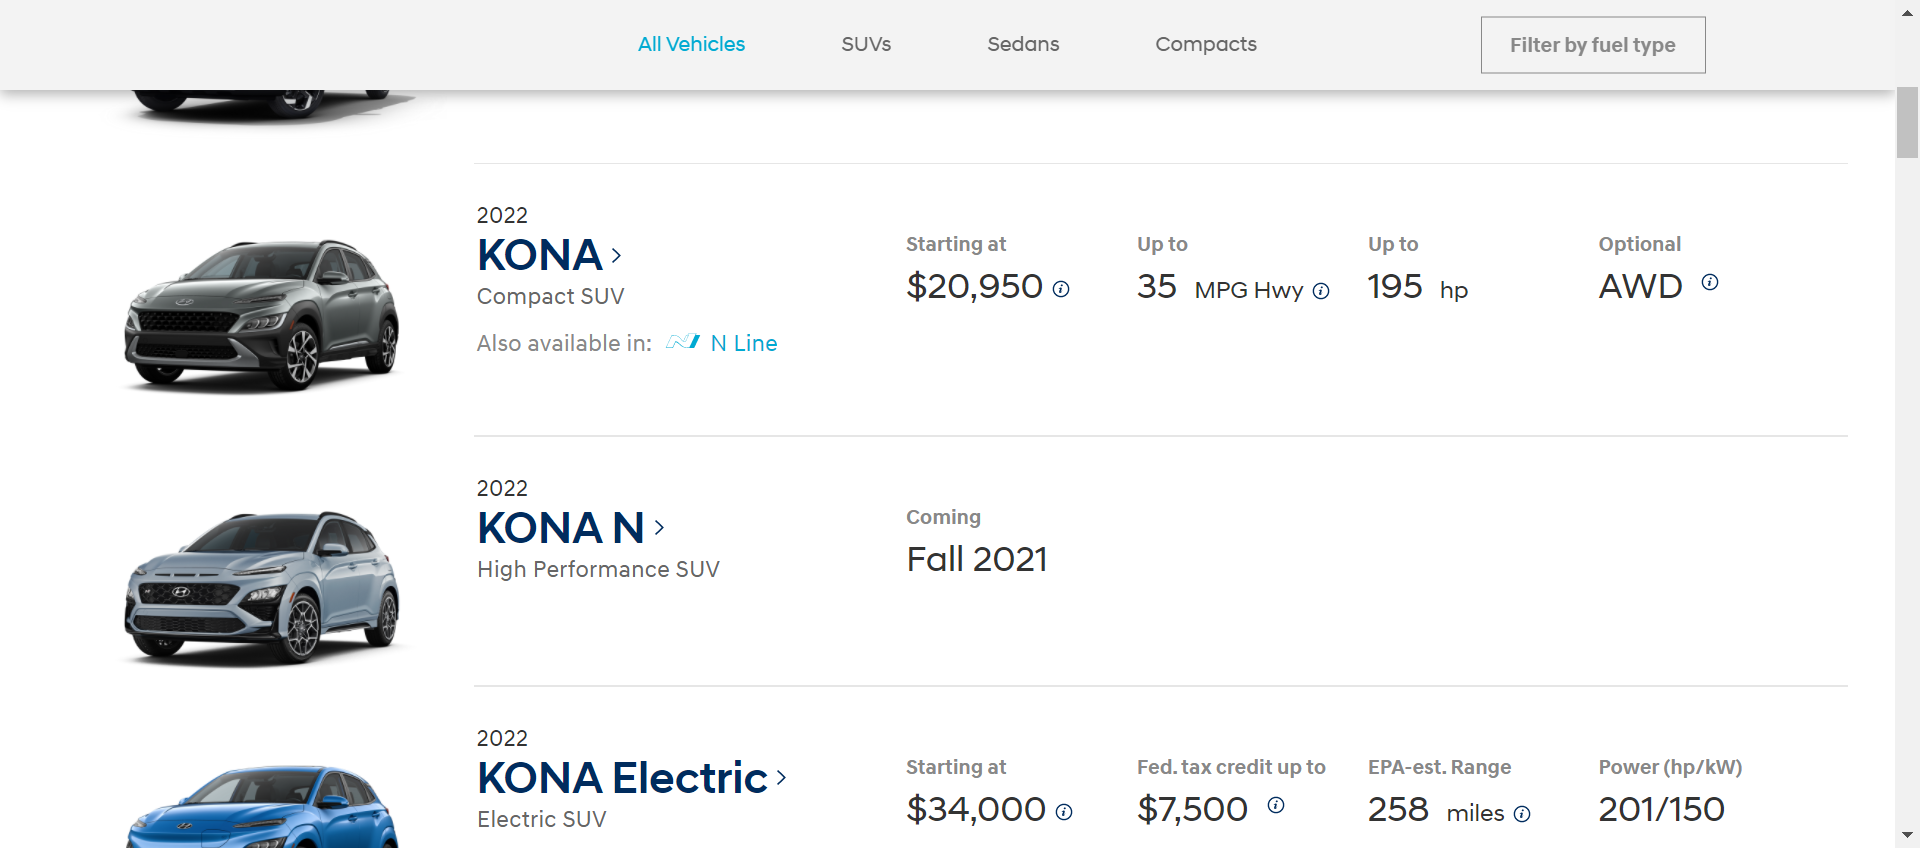 All Vehicles
SUVs
Sedans
Compacts
Filter by fuel type
2022
KONA
Compact SUV
Also available in: N Line
Starting at
$20,950
Up to
35 MPG Hwy
Up to
195 hp
Optional
AWD
2022
KONA N
High Performance SUV
Coming
Fall 2021
2022
KONA Electric
Electric SUV
Starting at
$34,000
Fed. tax credit up to
$7,500
EPA-est. Range
258 miles
Power (hp/kW)
201/150